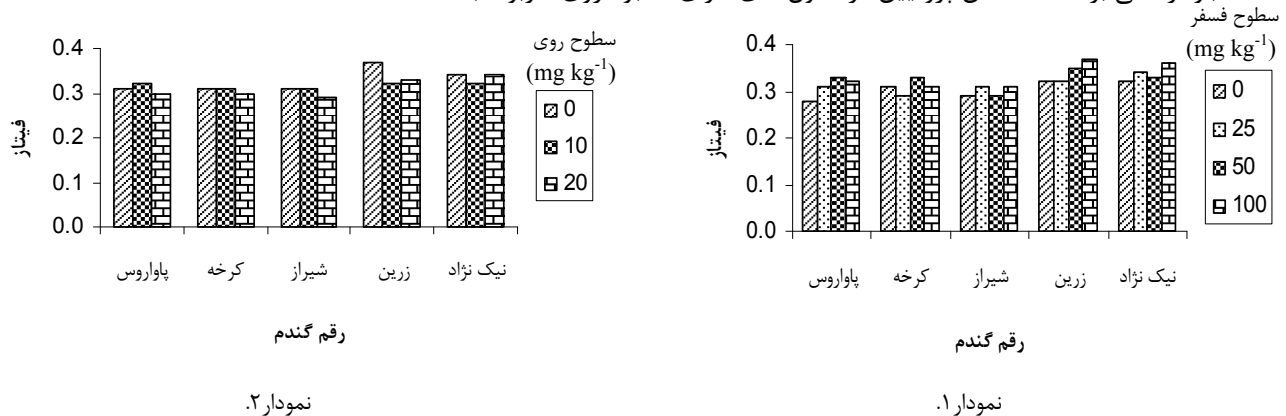 سطوح فسفر
(mg kg-1)
0
25
50
100
0.4
0.3
0.2
0.1
0.0
فیتاز
پاواروس کرخه شیراز زرین نیک نژاد
رقم گندم
نمودار ۱.
سطوح روی
(mg kg-1)
0
10
20
0.4
0.3
0.2
0.1
0.0
فیتاز
پاواروس کرخه شیراز زرین نیک نژاد
رقم گندم
نمودار ۲.